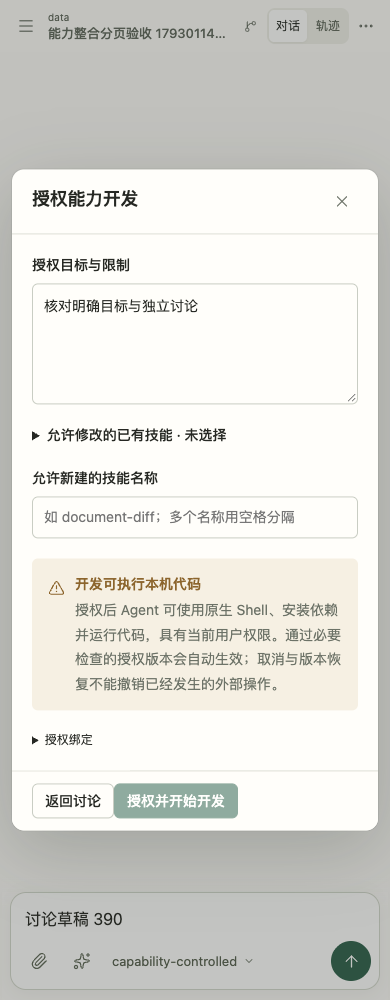 data
能力整合分页验收 17930114...
对话
轨迹
授权能力开发
授权目标与限制
核对明确目标与独立讨论
允许修改的已有技能 · 未选择
允许新建的技能名称
如 document-diff；多个名称用空格分隔
开发可执行本机代码
授权后 Agent 可使用原生 Shell、安装依赖
并运行代码，具有当前用户权限。通过必要
检查的授权版本会自动生效；取消与版本恢
复不能撤销已经发生的外部操作。
授权绑定
返回讨论
授权并开始开发
讨论草稿 390
capability-controlled